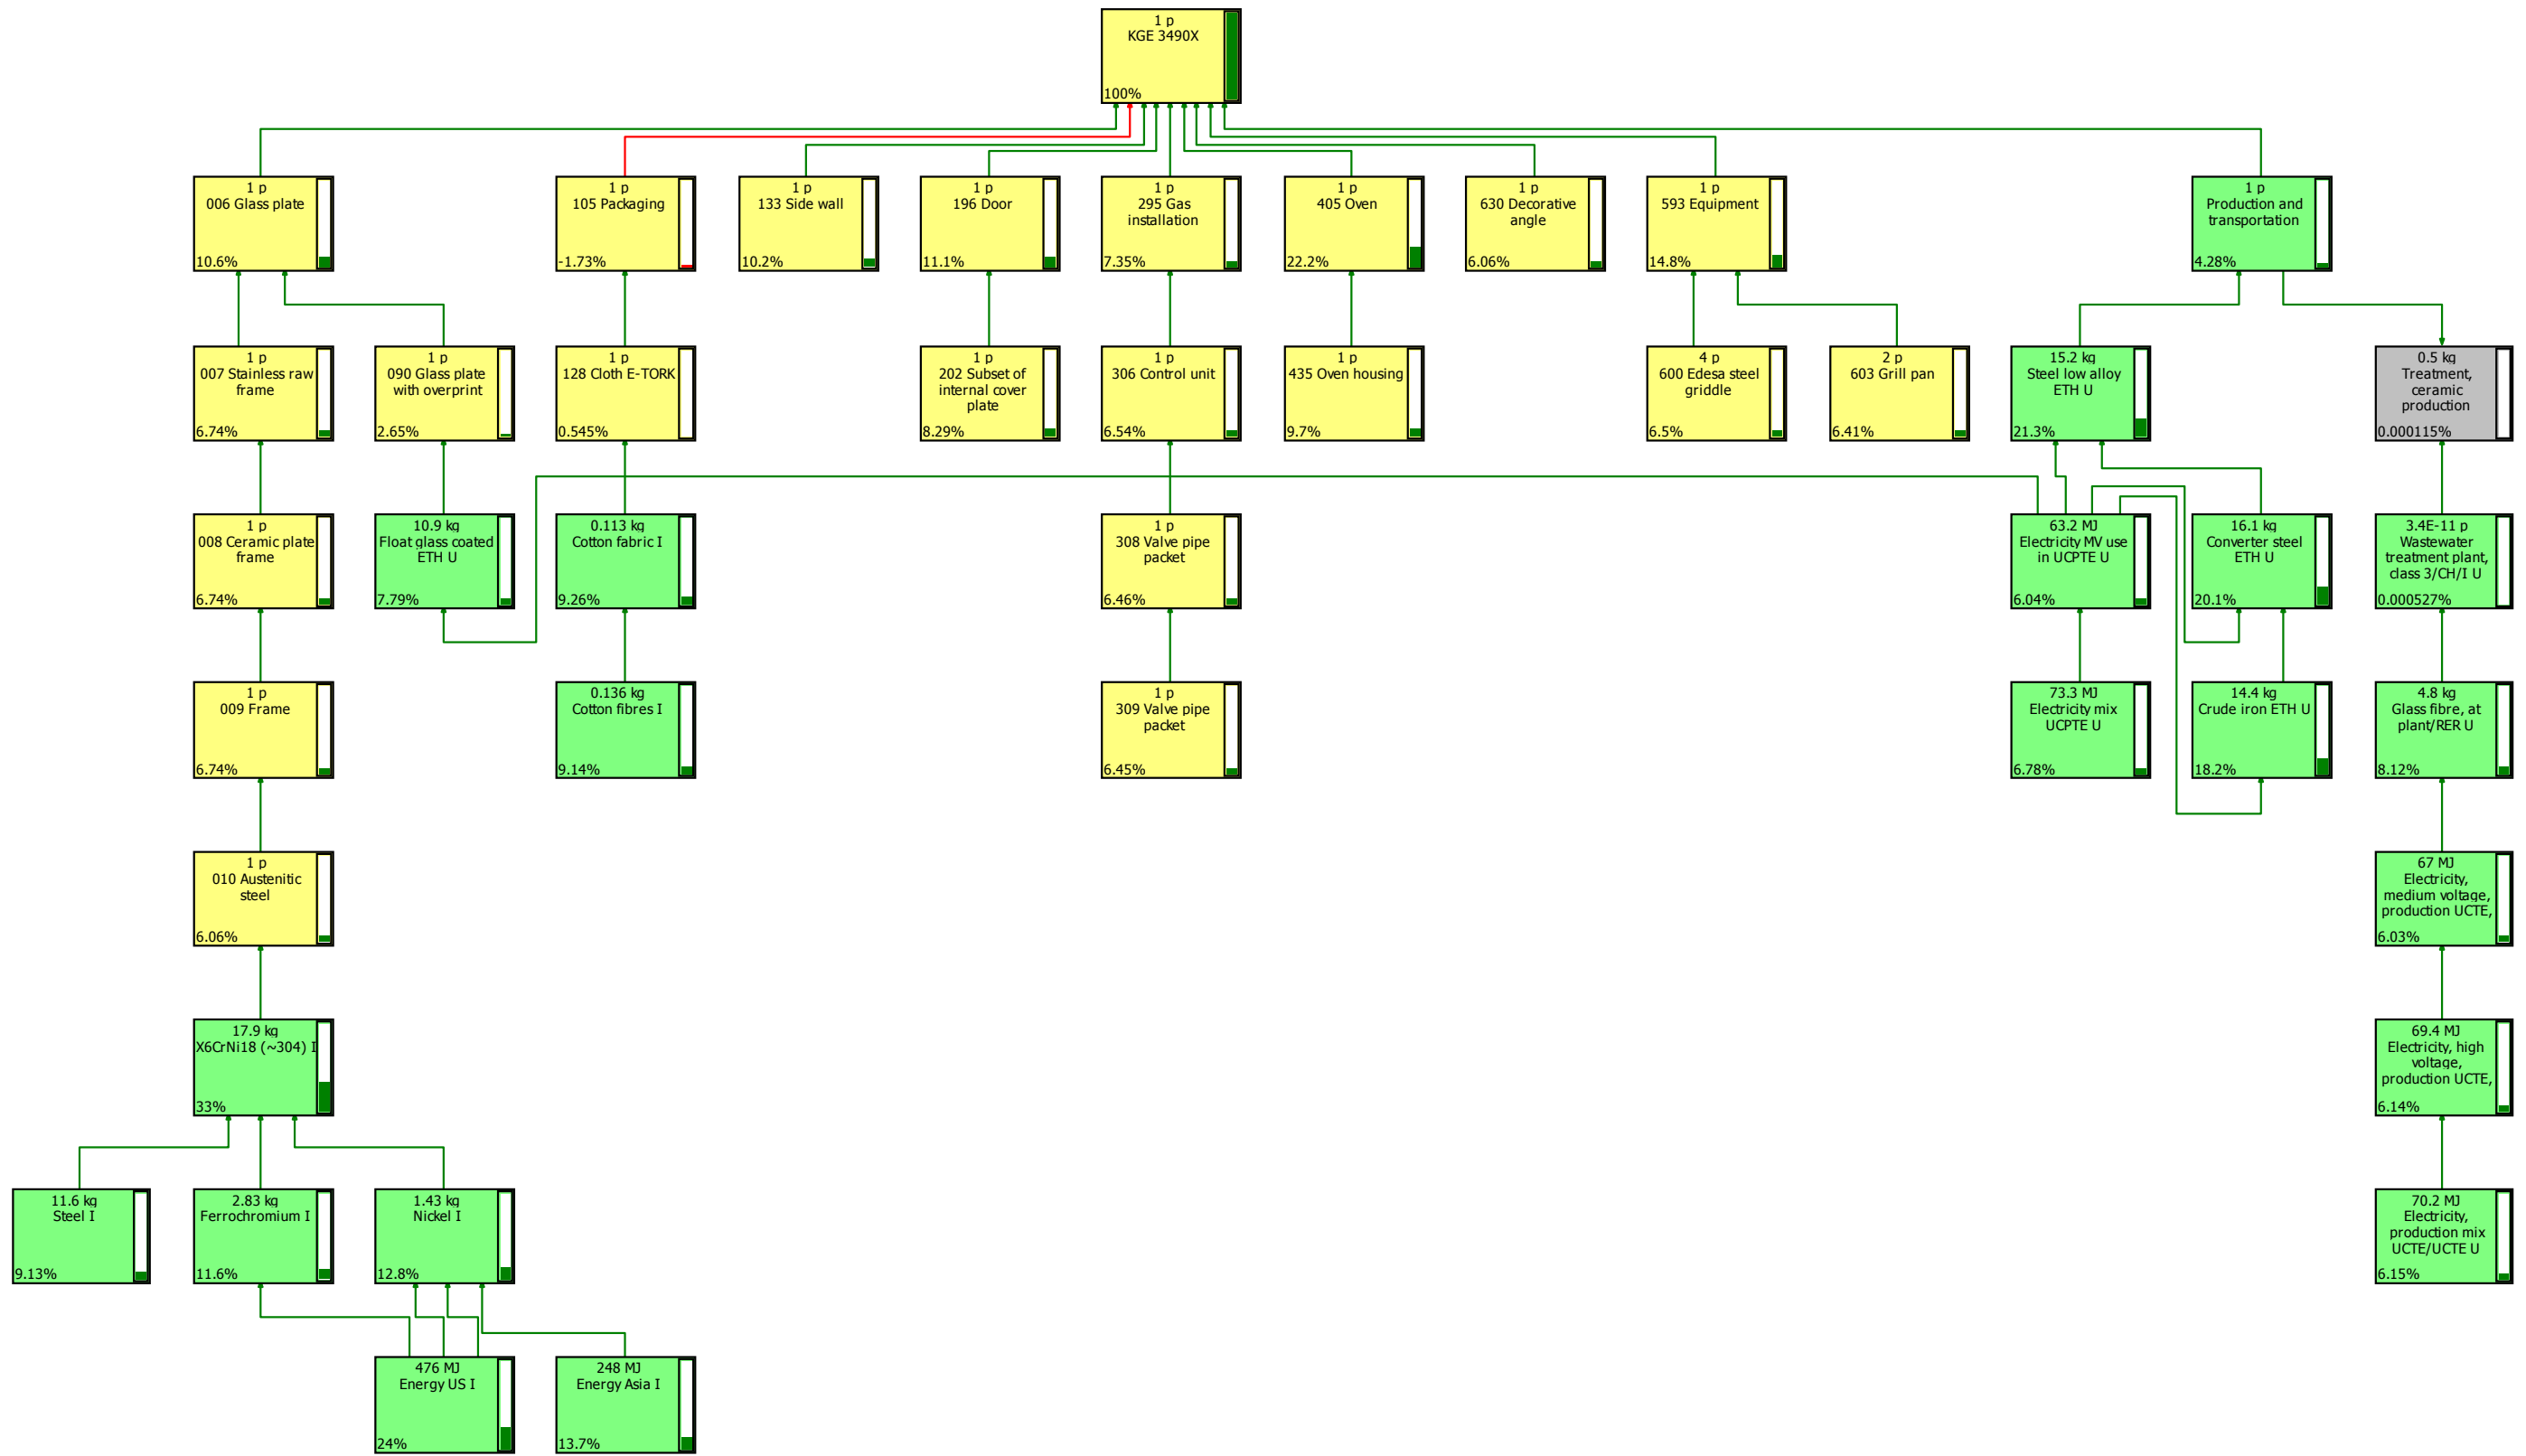 1 p
KGE 3490X
100%
1 p
006 Glass plate
10.6%
1 p
105 Packaging
-1.73%
1 p
133 Side wall
10.2%
1 p
196 Door
11.1%
1 p
295 Gas
installation
7.35%
1 p
405 Oven
22.2%
1 p
630 Decorative
angle
6.06%
1 p
593 Equipment
14.8%
1 p
Production and
transportation
4.28%
1 p
007 Stainless raw
frame
6.74%
1 p
090 Glass plate
with overprint
2.65%
1 p
128 Cloth E-TORK
0.545%
1 p
202 Subset of
internal cover
plate
8.29%
1 p
306 Control unit
6.54%
1 p
435 Oven housing
9.7%
4 p
600 Edesa steel
griddle
6.5%
2 p
603 Grill pan
6.41%
15.2 kg
Steel low alloy
ETH U
21.3%
0.5 kg
Treatment,
ceramic
production
0.000115%
1 p
008 Ceramic plate
frame
6.74%
10.9 kg
Float glass coated
ETH U
7.79%
0.113 kg
Cotton fabric I
9.26%
1 p
308 Valve pipe
packet
6.46%
63.2 MJ
Electricity MV use
in UCPTE U
6.04%
16.1 kg
Converter steel
ETH U
20.1%
3.4E-11 p
Wastewater
treatment plant,
class 3/CH/I U
0.000527%
1 p
009 Frame
6.74%
0.136 kg
Cotton fibres I
9.14%
1 p
309 Valve pipe
packet
6.45%
73.3 MJ
Electricity mix
UCPTE U
6.78%
14.4 kg
Crude iron ETH U
18.2%
4.8 kg
Glass fibre, at
plant/RER U
8.12%
1 p
010 Austenitic
steel
6.06%
67 MJ
Electricity,
medium voltage,
production UCTE,
6.03%
17.9 kg
X6CrNi18 (~304) I
33%
69.4 MJ
Electricity, high
voltage,
production UCTE,
6.14%
11.6 kg
Steel I
9.13%
2.83 kg
Ferrochromium I
11.6%
1.43 kg
Nickel I
12.8%
70.2 MJ
Electricity,
production mix
UCTE/UCTE U
6.15%
476 MJ
Energy US I
24%
248 MJ
Energy Asia I
13.7%